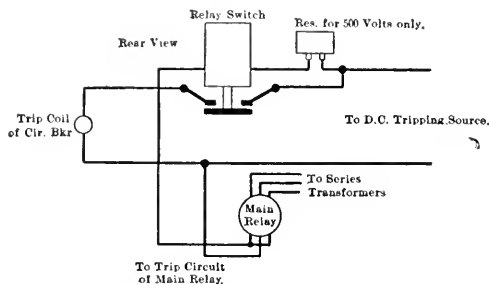 Relay Switch
Res. for 500 Volts only.
Rear View
Trip Coil
of Cir. Bkr
To D.C. Tripping Source.
To Series
Transformers
Main
Relay
To Trip Circuit
of Main Relay.